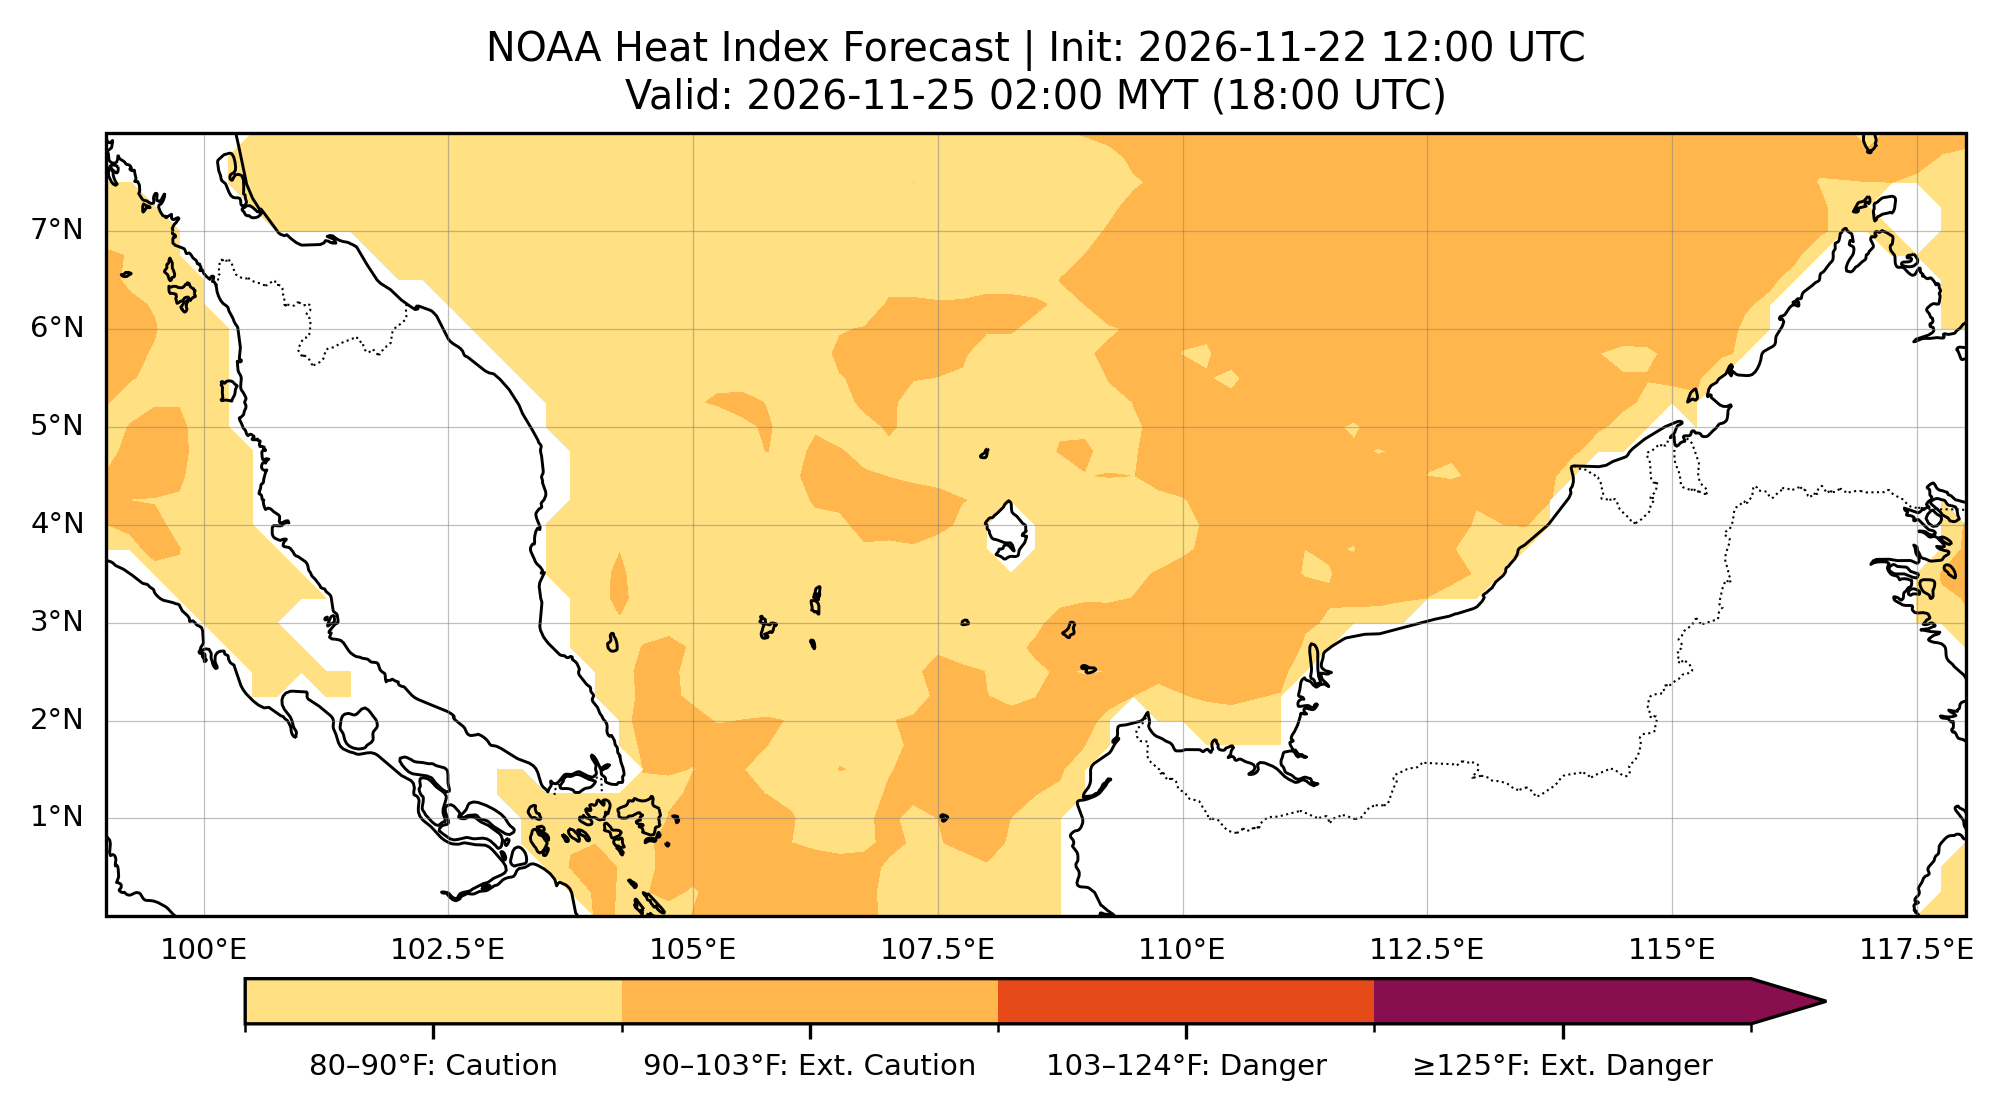 NOAA Heat Index Forecast | Init: 2026-11-22 12:00 UTC
Valid: 2026-11-25 02:00 MYT (18:00 UTC)
7°N
6°N
5°N
4°N
3°N
2°N
1°N
100°E 102.5°E 105°E 107.5°E 110°E 112.5°E 115°E 117.5°E
80–90°F: Caution 90–103°F: Ext. Caution 103–124°F: Danger ≥125°F: Ext. Danger